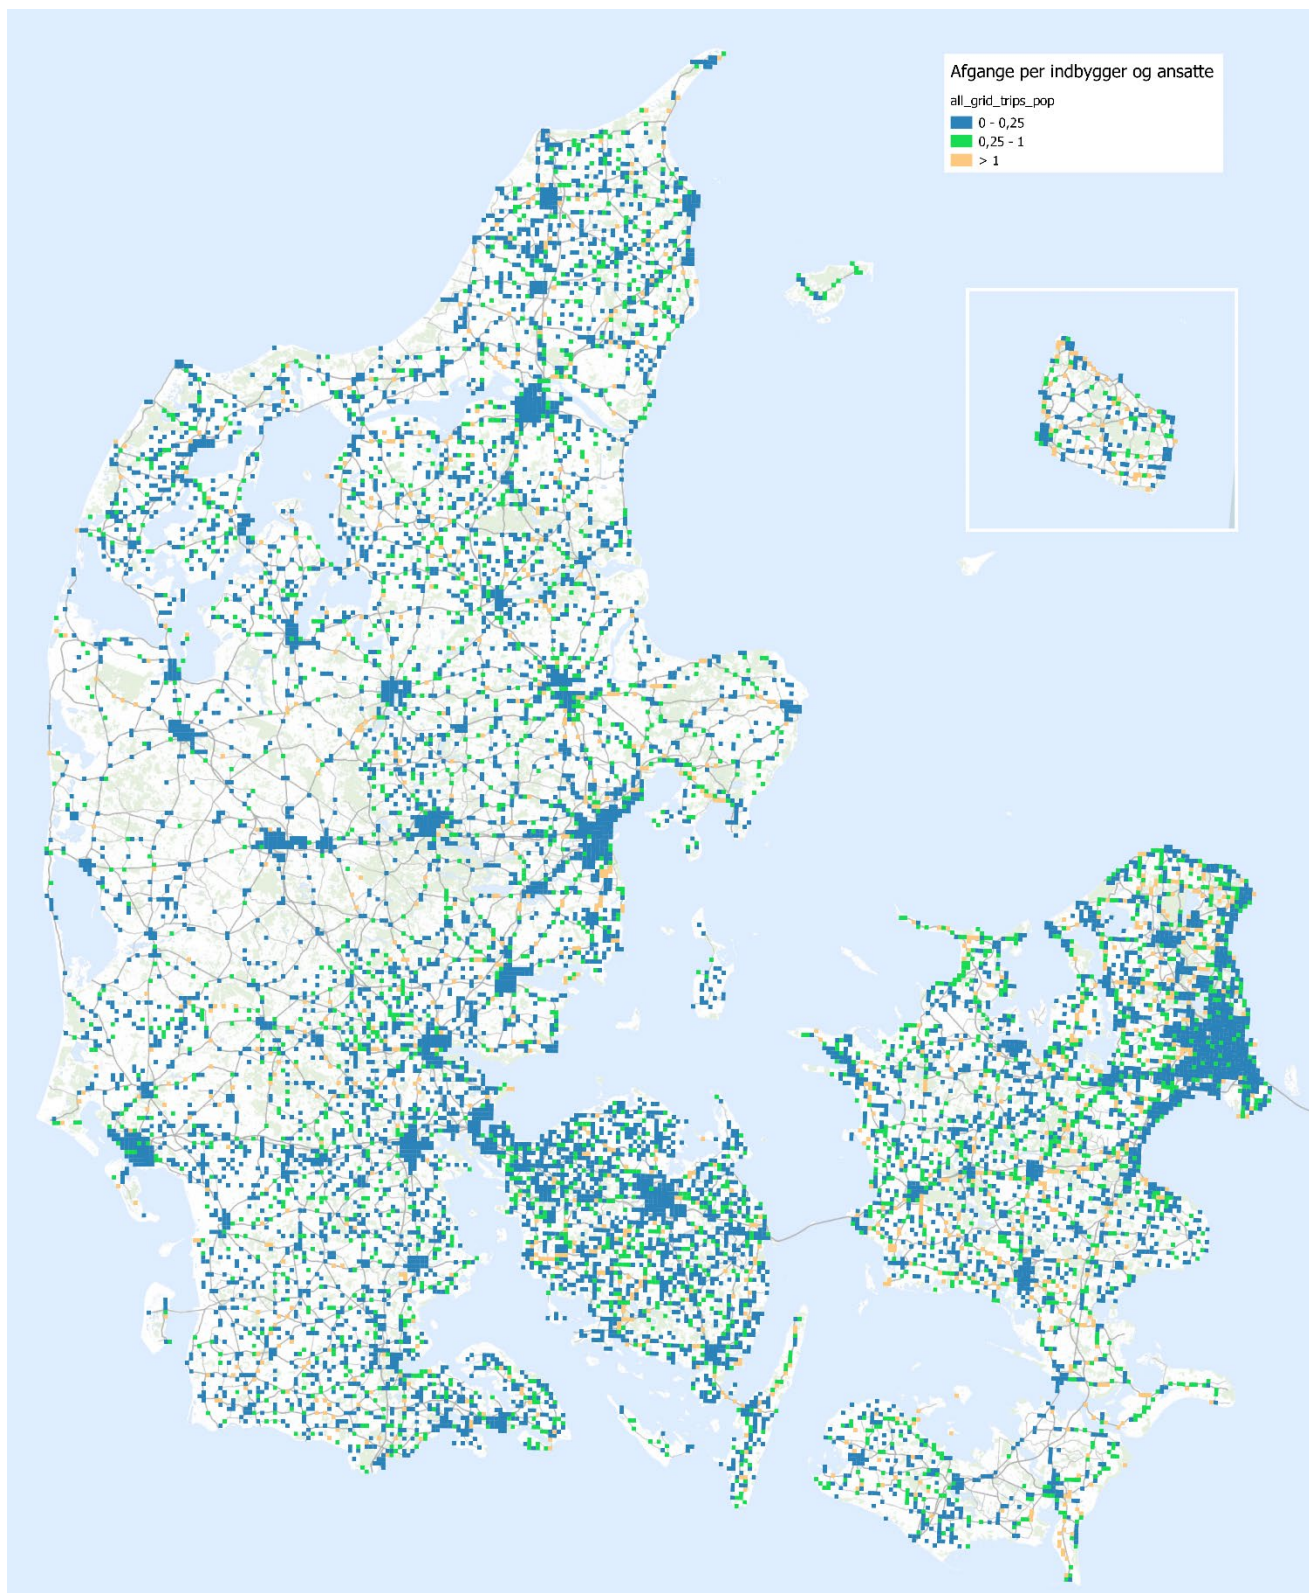 Afgange per indbygger og ansatte
all_grid_trips_pop
0 - 0,25
0,25 - 1
> 1